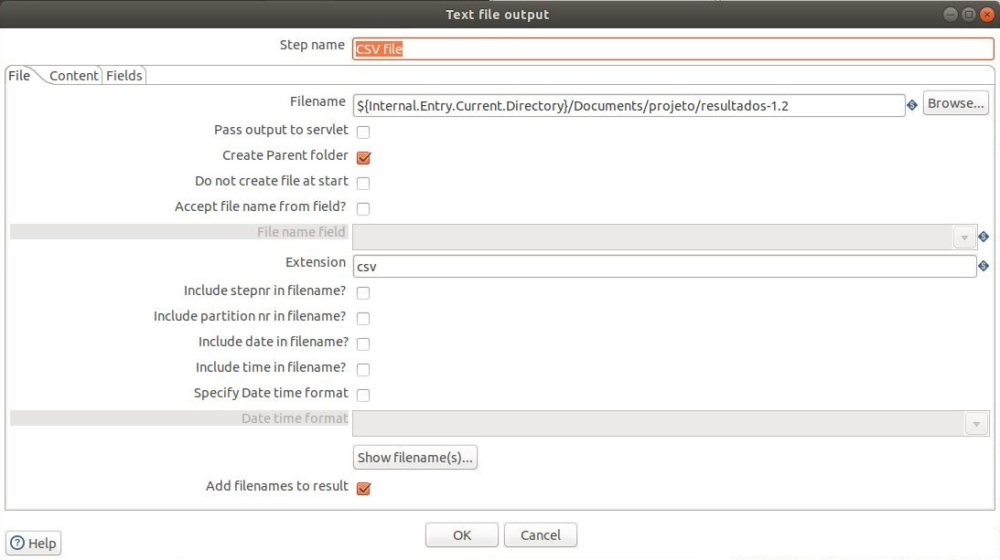 Text file output
Step name
CSV file
File
Content
Fields
Filename
${Internal.Entry.Current.Directory}/Documents/projeto/resultados-1.2
Browse...
Pass output to servlet
Create Parent folder
Do not create file at start
Accept file name from field?
File name field
Extension
csv
Include stepnr in filename?
Include partition nr in filename?
Include date in filename?
Include time in filename?
Specify Date time format
Date time format
Show filename(s)...
Add filenames to result
OK
Cancel
Help